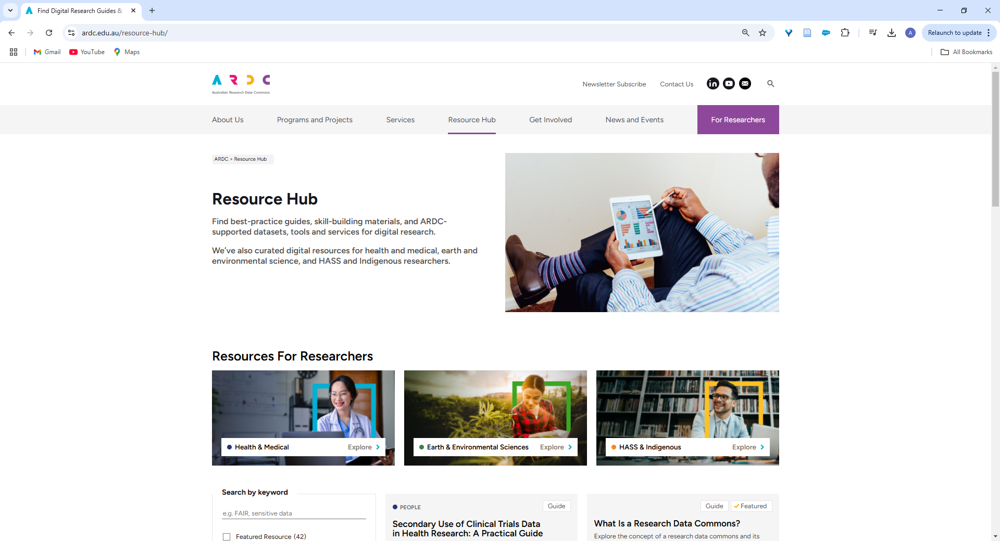 Find Digital Research Guides &
ardc.edu.au/resource-hub/
A
Relaunch to update
Gmail
YouTube
Maps
All Bookmarks
A R D C
Australian Research Data Commons
Newsletter Subscribe
Contact Us
in
About Us
Programs and Projects
Services
Resource Hub
Get Involved
News and Events
For Researchers
ARDC > Resource Hub
Resource Hub
Find best-practice guides, skill-building materials, and ARDC-
supported datasets, tools and services for digital research.
We've also curated digital resources for health and medical, earth and
environmental science, and HASS and Indigenous researchers.
Resources For Researchers
Health & Medical Explore
Earth & Environmental Sciences Explore
HASS & Indigenous Explore
Search by keyword
e.g. FAIR, sensitive data
Featured Resource (42)
PEOPLE
Guide
Secondary Use of Clinical Trials Data
in Health Research: A Practical Guide
Guide
Featured
What Is a Research Data Commons?
Explore the concept of a research data commons and its